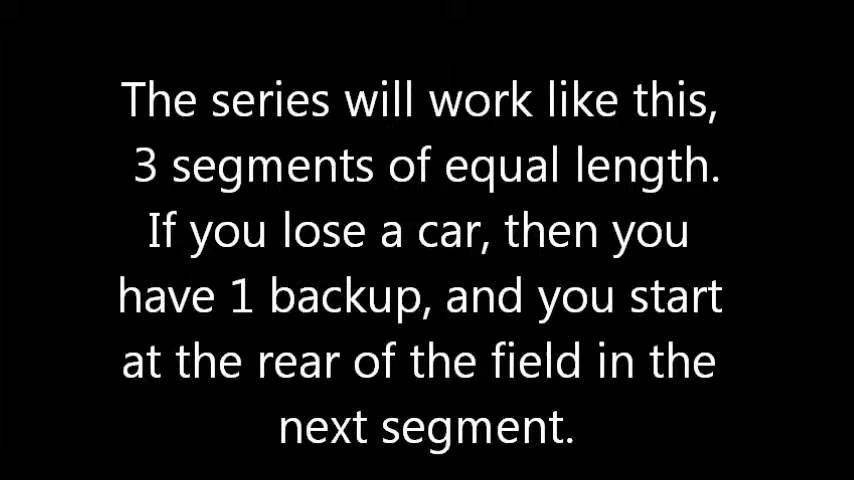 The series will work like this,
3 segments of equal length.
If you lose a car, then you
have 1 backup, and you start
at the rear of the field in the
next segment.